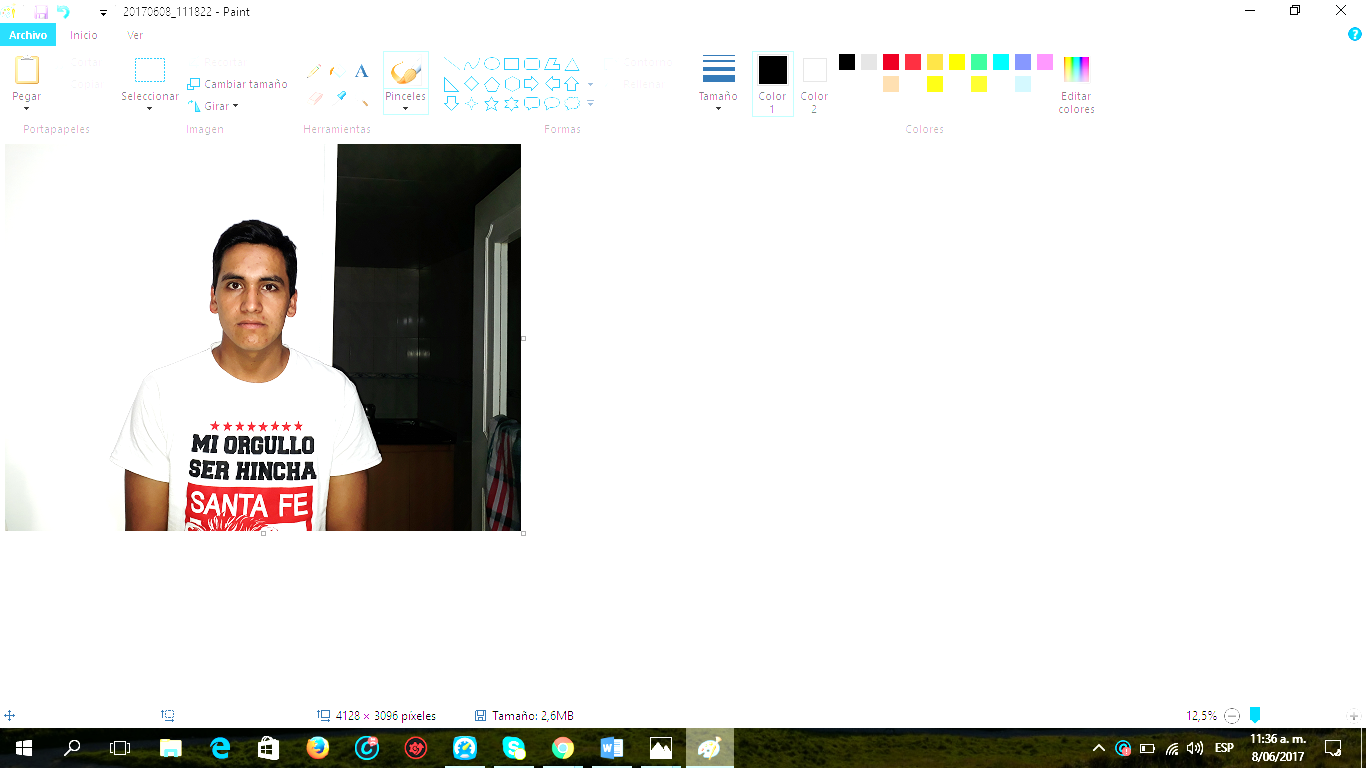 20170608_111822 - Paint
Archivo
Inicio
Ver
Pegar
Cortar
Copiar
Portapapeles
Seleccionar
Recortar
Cambiar tamaño
Girar
Imagen
Herramientas
Pinceles
Formas
Contorno
Relleno
Tamaño
Color
1
Color
2
Colores
Editar
colores
MI ORGULLO
SER HINCHA
SANTA FE
4128 × 3096 píxeles
Tamaño: 2,6MB
12,5%
ESP
11:36 a. m.
8/06/2017